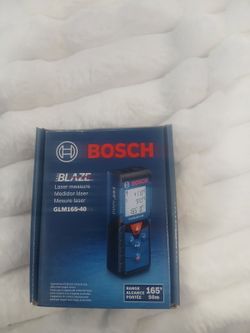 BOSCH
BLAZE
Laser measure
Medidor láser
Mesure laser
GLM165-40
RANGE
ALCANCE
PORTÉE
165'
50m